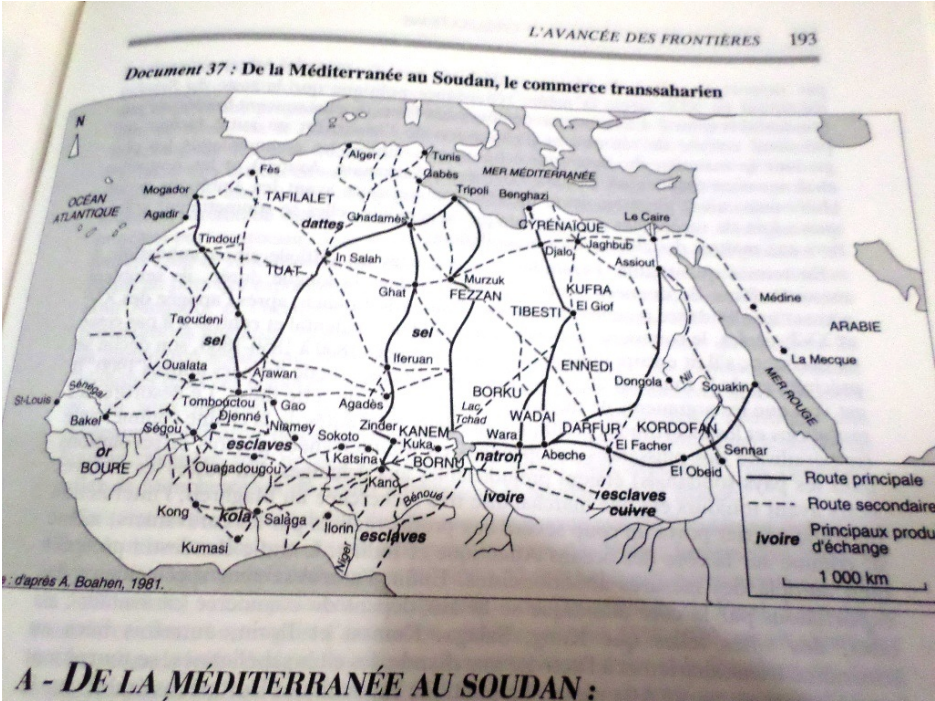 L'AVANCÉE DES FRONTIÈRES 193
Document 37 : De la Méditerranée au Soudan, le commerce transsaharien
N
OCÉAN
ATLANTIQUE
MER MÉDITERRANÉE
Alger
Tunis
Fès
Gabès
Mogador
TAFILALET
Tripoli
Benghazi
Agadir
dattes
Ghadamès
CYRÉNAÏQUE
Le Caire
Tindouf
Djalo
Jaghbub
TUAT
In Salah
Assiout
Ghat
Murzuk
FEZZAN
KUFRA
El Giof
Médine
Taoudeni
TIBESTI
ARABIE
sel
sel
La Mecque
Oualata
Arawan
Iferuan
ENNEDI
Dongola
Nil
Souakin
MER ROUGE
Sénégal
St-Louis
Tombouctou
Gao
Agadès
BORKU
Lac
Tchad
WADAI
Bakel
Djenné
Ségou
Niamey
Zinder
KANEM
DARFUR
KORDOFAN
or
BOURE
esclaves
Sokoto
Kuka
Wara
El Facher
Sennar
Ouagadougou
Katsina
BORNU
natron
Abeche
El Obeid
Kano
Bénoué
ivoire
esclaves
cuivre
Kong
kola
Salaga
Ilorin
esclaves
Kumasi
Niger
Route principale
Route secondaire
ivoire
Principaux produ
d'échange
1 000 km
: d'après A. Boahen, 1981.
A - DE LA MÉDITERRANÉE AU SOUDAN :